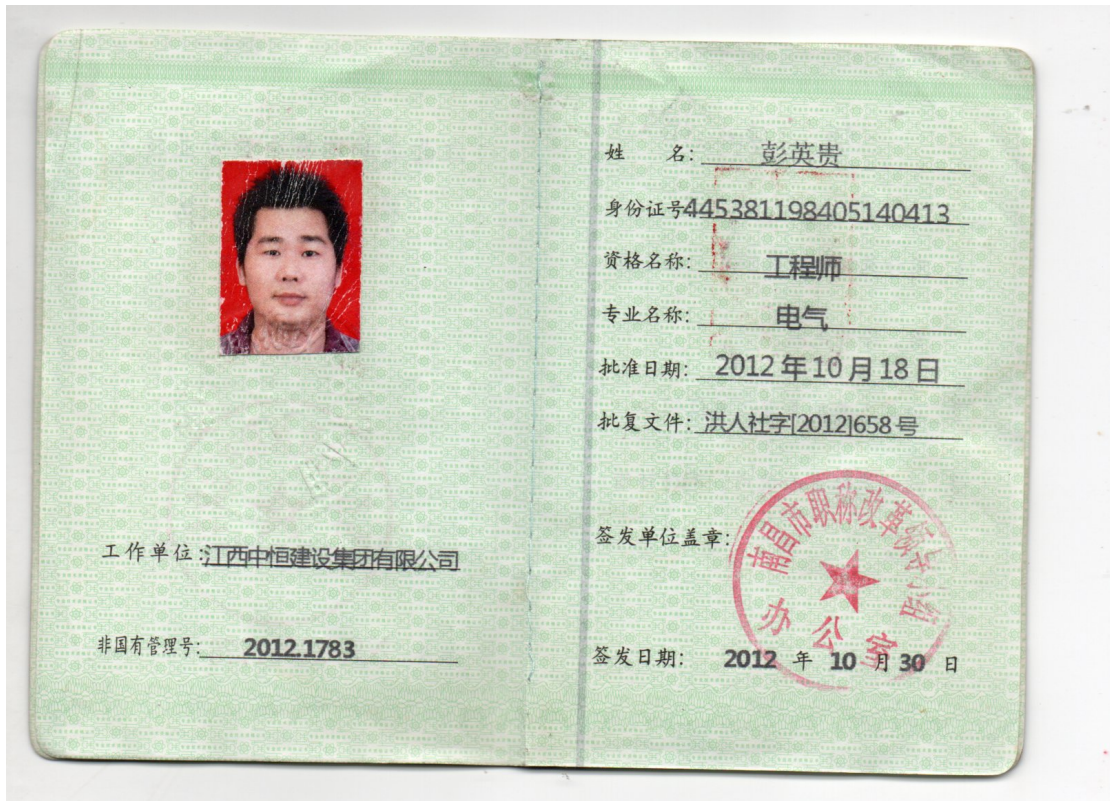 工作单位:江西中恒建设集团有限公司
非国有管理号: 2012.1783
姓 名: 彭英贵
身份证号445381198405140413
资格名称: 工程师
专业名称: 电气
批准日期: 2012年10月18日
批复文件: 洪人社字[2012]658号
签发单位盖章:
南昌市职称改革领导小组
办公室
签发日期: 2012 年 10 月 30 日